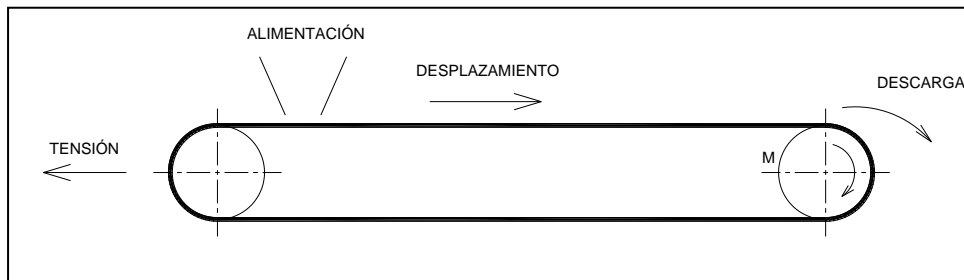 ALIMENTACIÓN
DESPLAZAMIENTO
DESCARGA
TENSIÓN
M